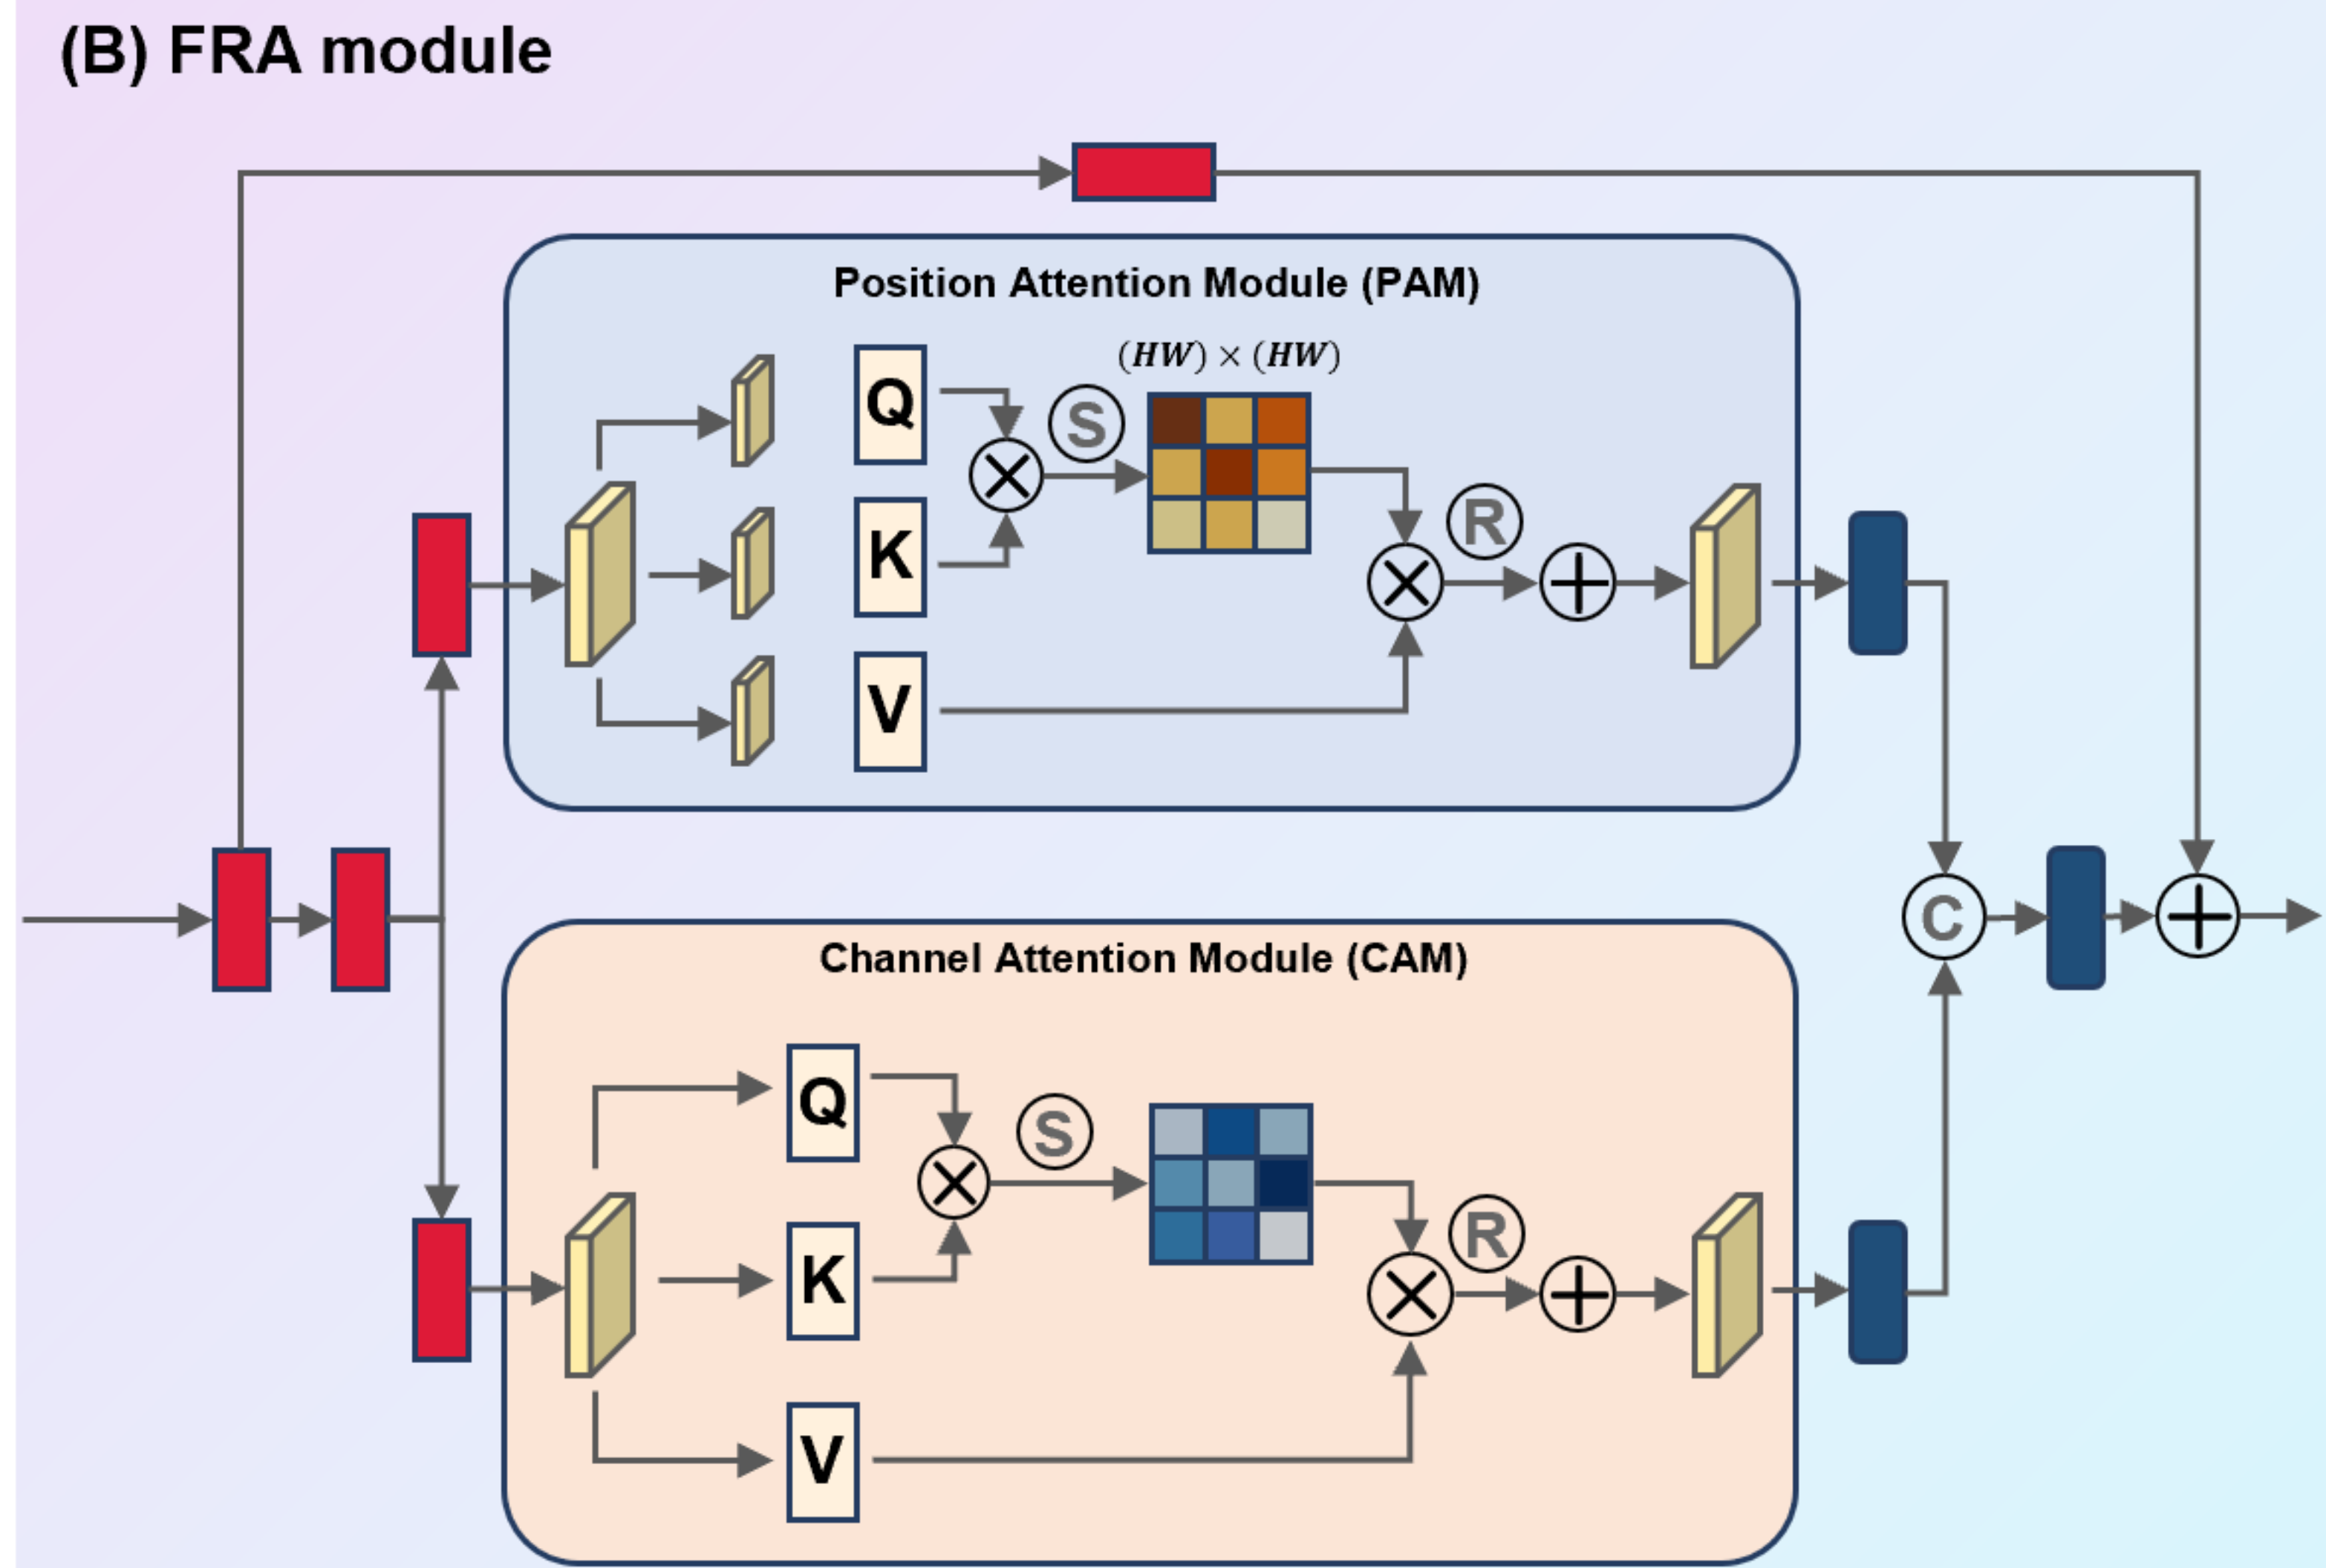 (B) FRA module
Position Attention Module (PAM)
(HW) × (HW)
Q
S
K
R
V
C
Channel Attention Module (CAM)
Q
S
K
R
V